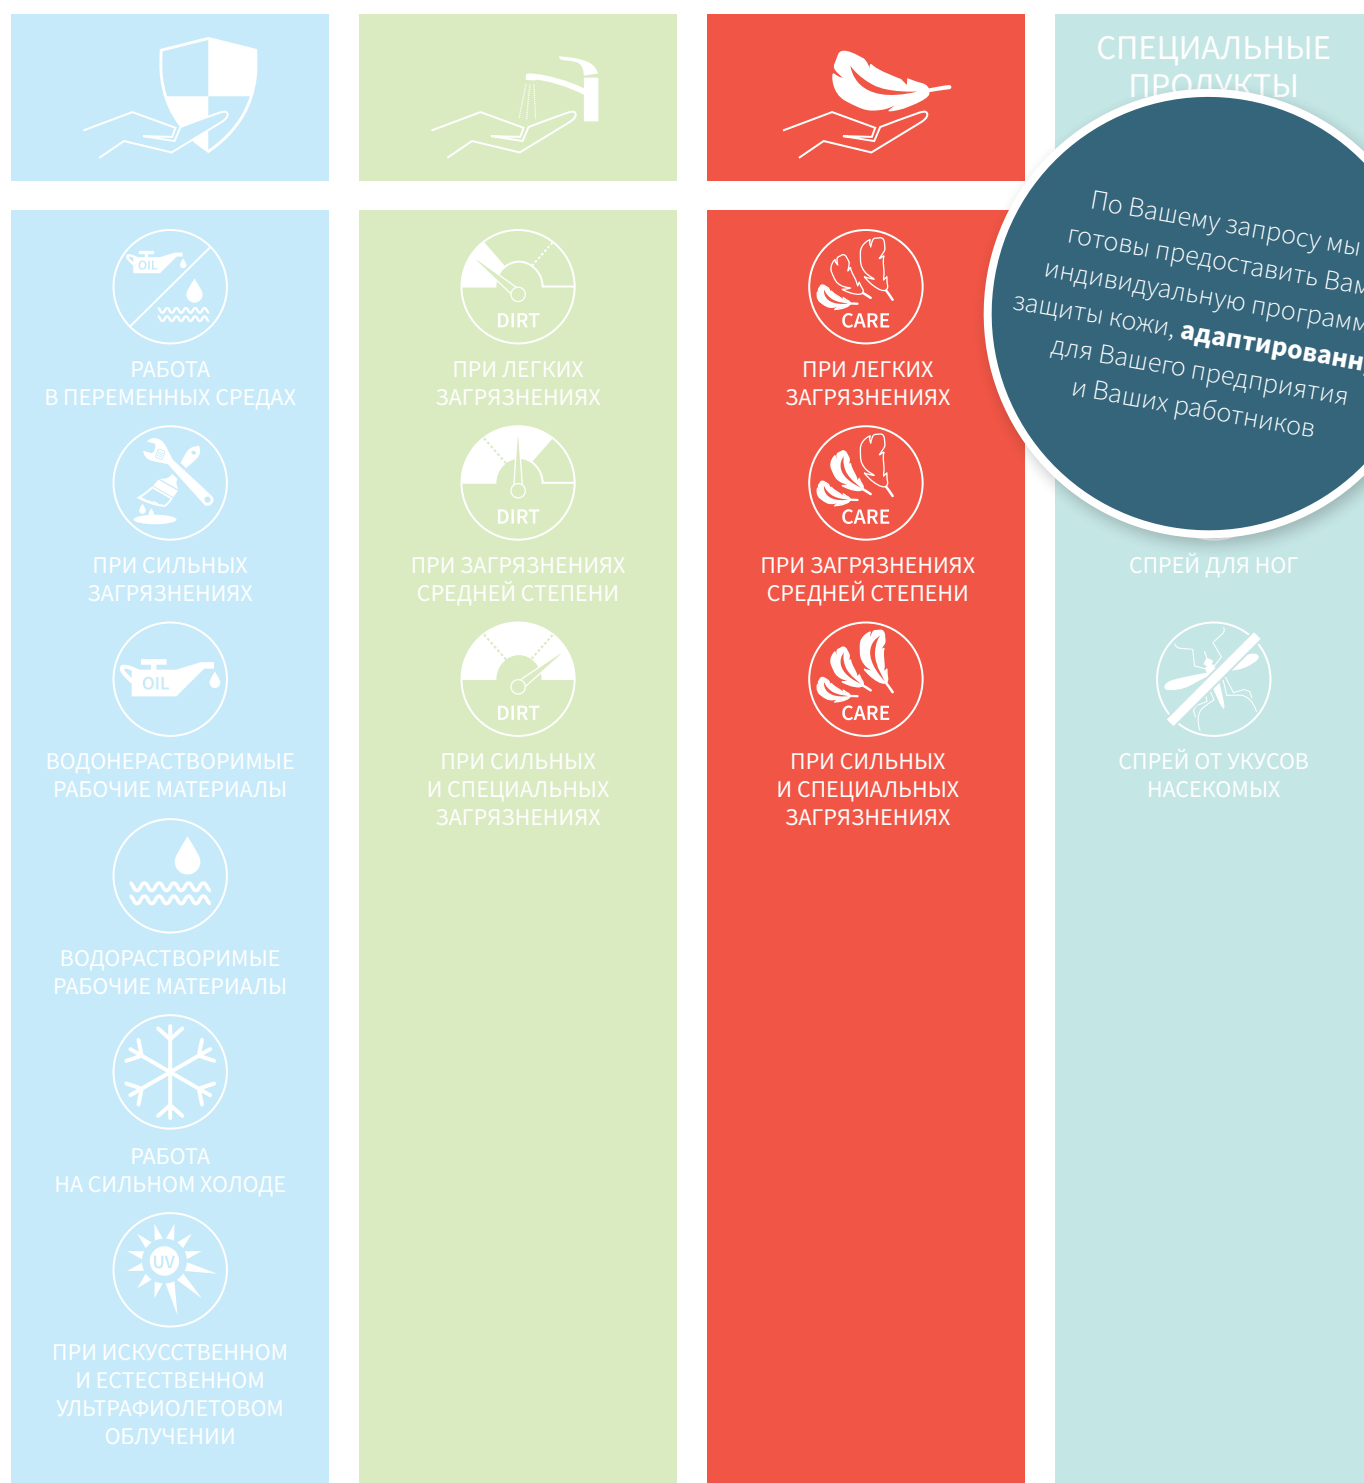 СПЕЦИАЛЬНЫЕ
ПРОДУКТЫ
По Вашему запросу мы
готовы предоставить Вам
индивидуальную
защиты кожи,
для Вашего предприятия
и Ваших работников
OIL
РАБОТА
В ПЕРЕМЕННЫХ СРЕДАХ
ПРИ СИЛЬНЫХ
ЗАГРЯЗНЕНИЯХ
OIL
ВОДОНЕРАСТВОРИМЫЕ
РАБОЧИЕ МАТЕРИАЛЫ
ВОДОРАСТВОРИМЫЕ
РАБОЧИЕ МАТЕРИАЛЫ
РАБОТА
НА СИЛЬНОМ ХОЛОДЕ
UV
ПРИ ИСКУССТВЕННОМ
И ЕСТЕСТВЕННОМ
УЛЬТРАФИОЛЕТОВОМ
ОБЛУЧЕНИИ
DIRT
ПРИ ЛЕГКИХ
ЗАГРЯЗНЕНИЯХ
DIRT
ПРИ ЗАГРЯЗНЕНИЯХ
СРЕДНЕЙ СТЕПЕНИ
DIRT
ПРИ СИЛЬНЫХ
И СПЕЦИАЛЬНЫХ
ЗАГРЯЗНЕНИЯХ
CARE
ПРИ ЛЕГКИХ
ЗАГРЯЗНЕНИЯХ
CARE
ПРИ ЗАГРЯЗНЕНИЯХ
СРЕДНЕЙ СТЕПЕНИ
CARE
ПРИ СИЛЬНЫХ
И СПЕЦИАЛЬНЫХ
ЗАГРЯЗНЕНИЯХ
СПРЕЙ ДЛЯ НОГ
СПРЕЙ ОТ УКУСОВ
НАСЕКОМЫХ